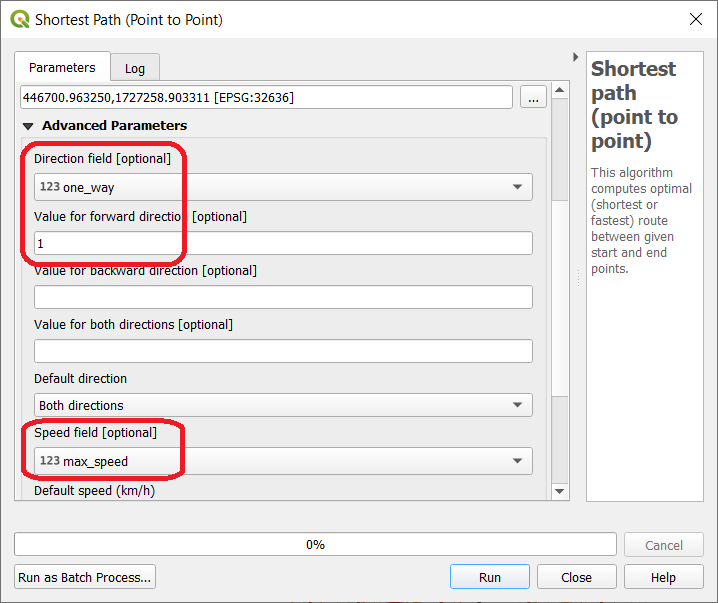 Shortest Path (Point to Point)
Parameters
Log
446700.963250,1727258.903311 [EPSG:32636]
...
Advanced Parameters
Direction field [optional]
123 one_way
Value for forward direction [optional]
1
Value for backward direction [optional]
Value for both directions [optional]
Default direction
Both directions
Speed field [optional]
123 max_speed
Default speed (km/h)
Shortest
path
(point to
point)
This algorithm
computes optimal
(shortest or
fastest) route
between given
start and end
points.
0%
Cancel
Run as Batch Process...
Run
Close
Help